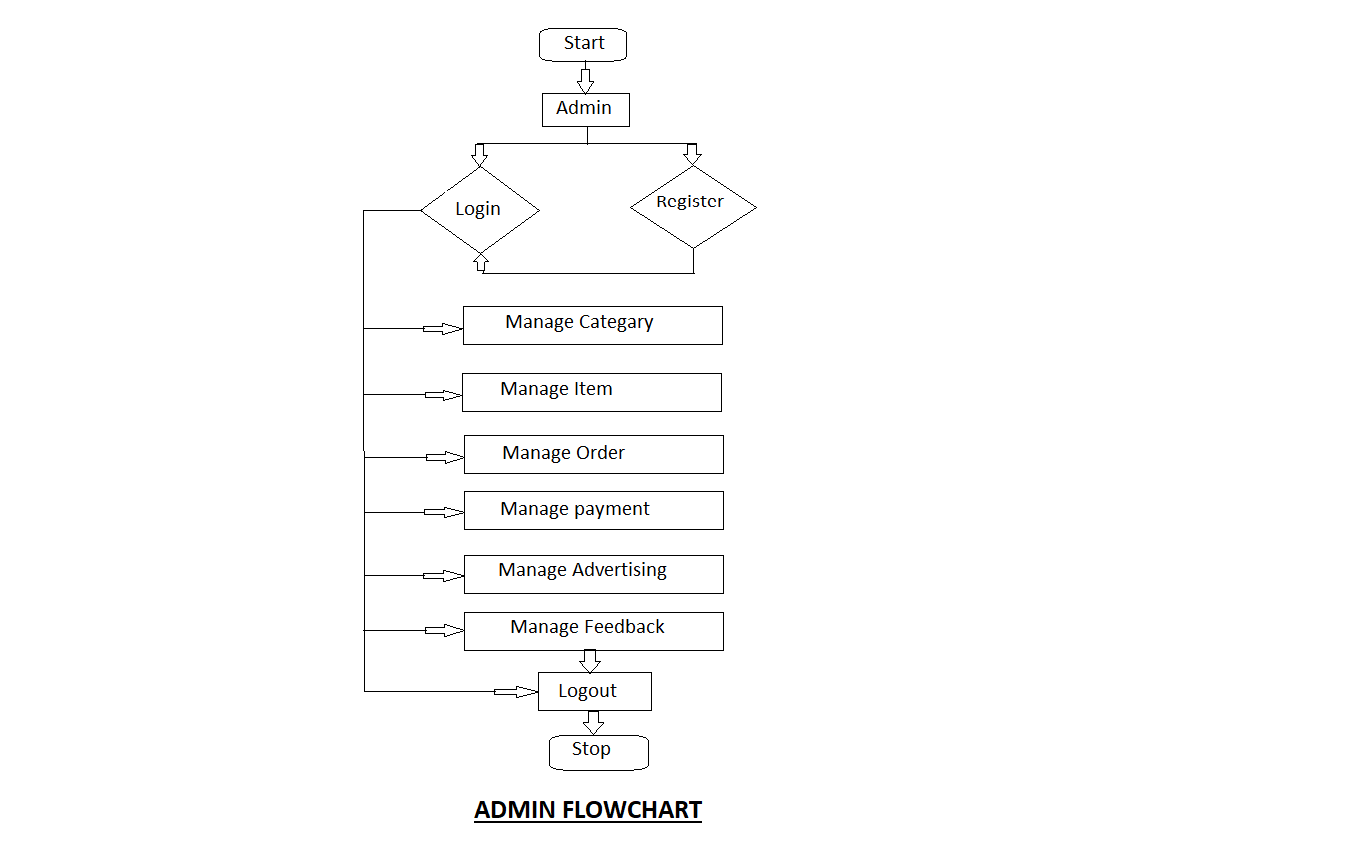 Start
Admin
Login
Register
Manage Categary
Manage Item
Manage Order
Manage payment
Manage Advertising
Manage Feedback
Logout
Stop
ADMIN FLOWCHART